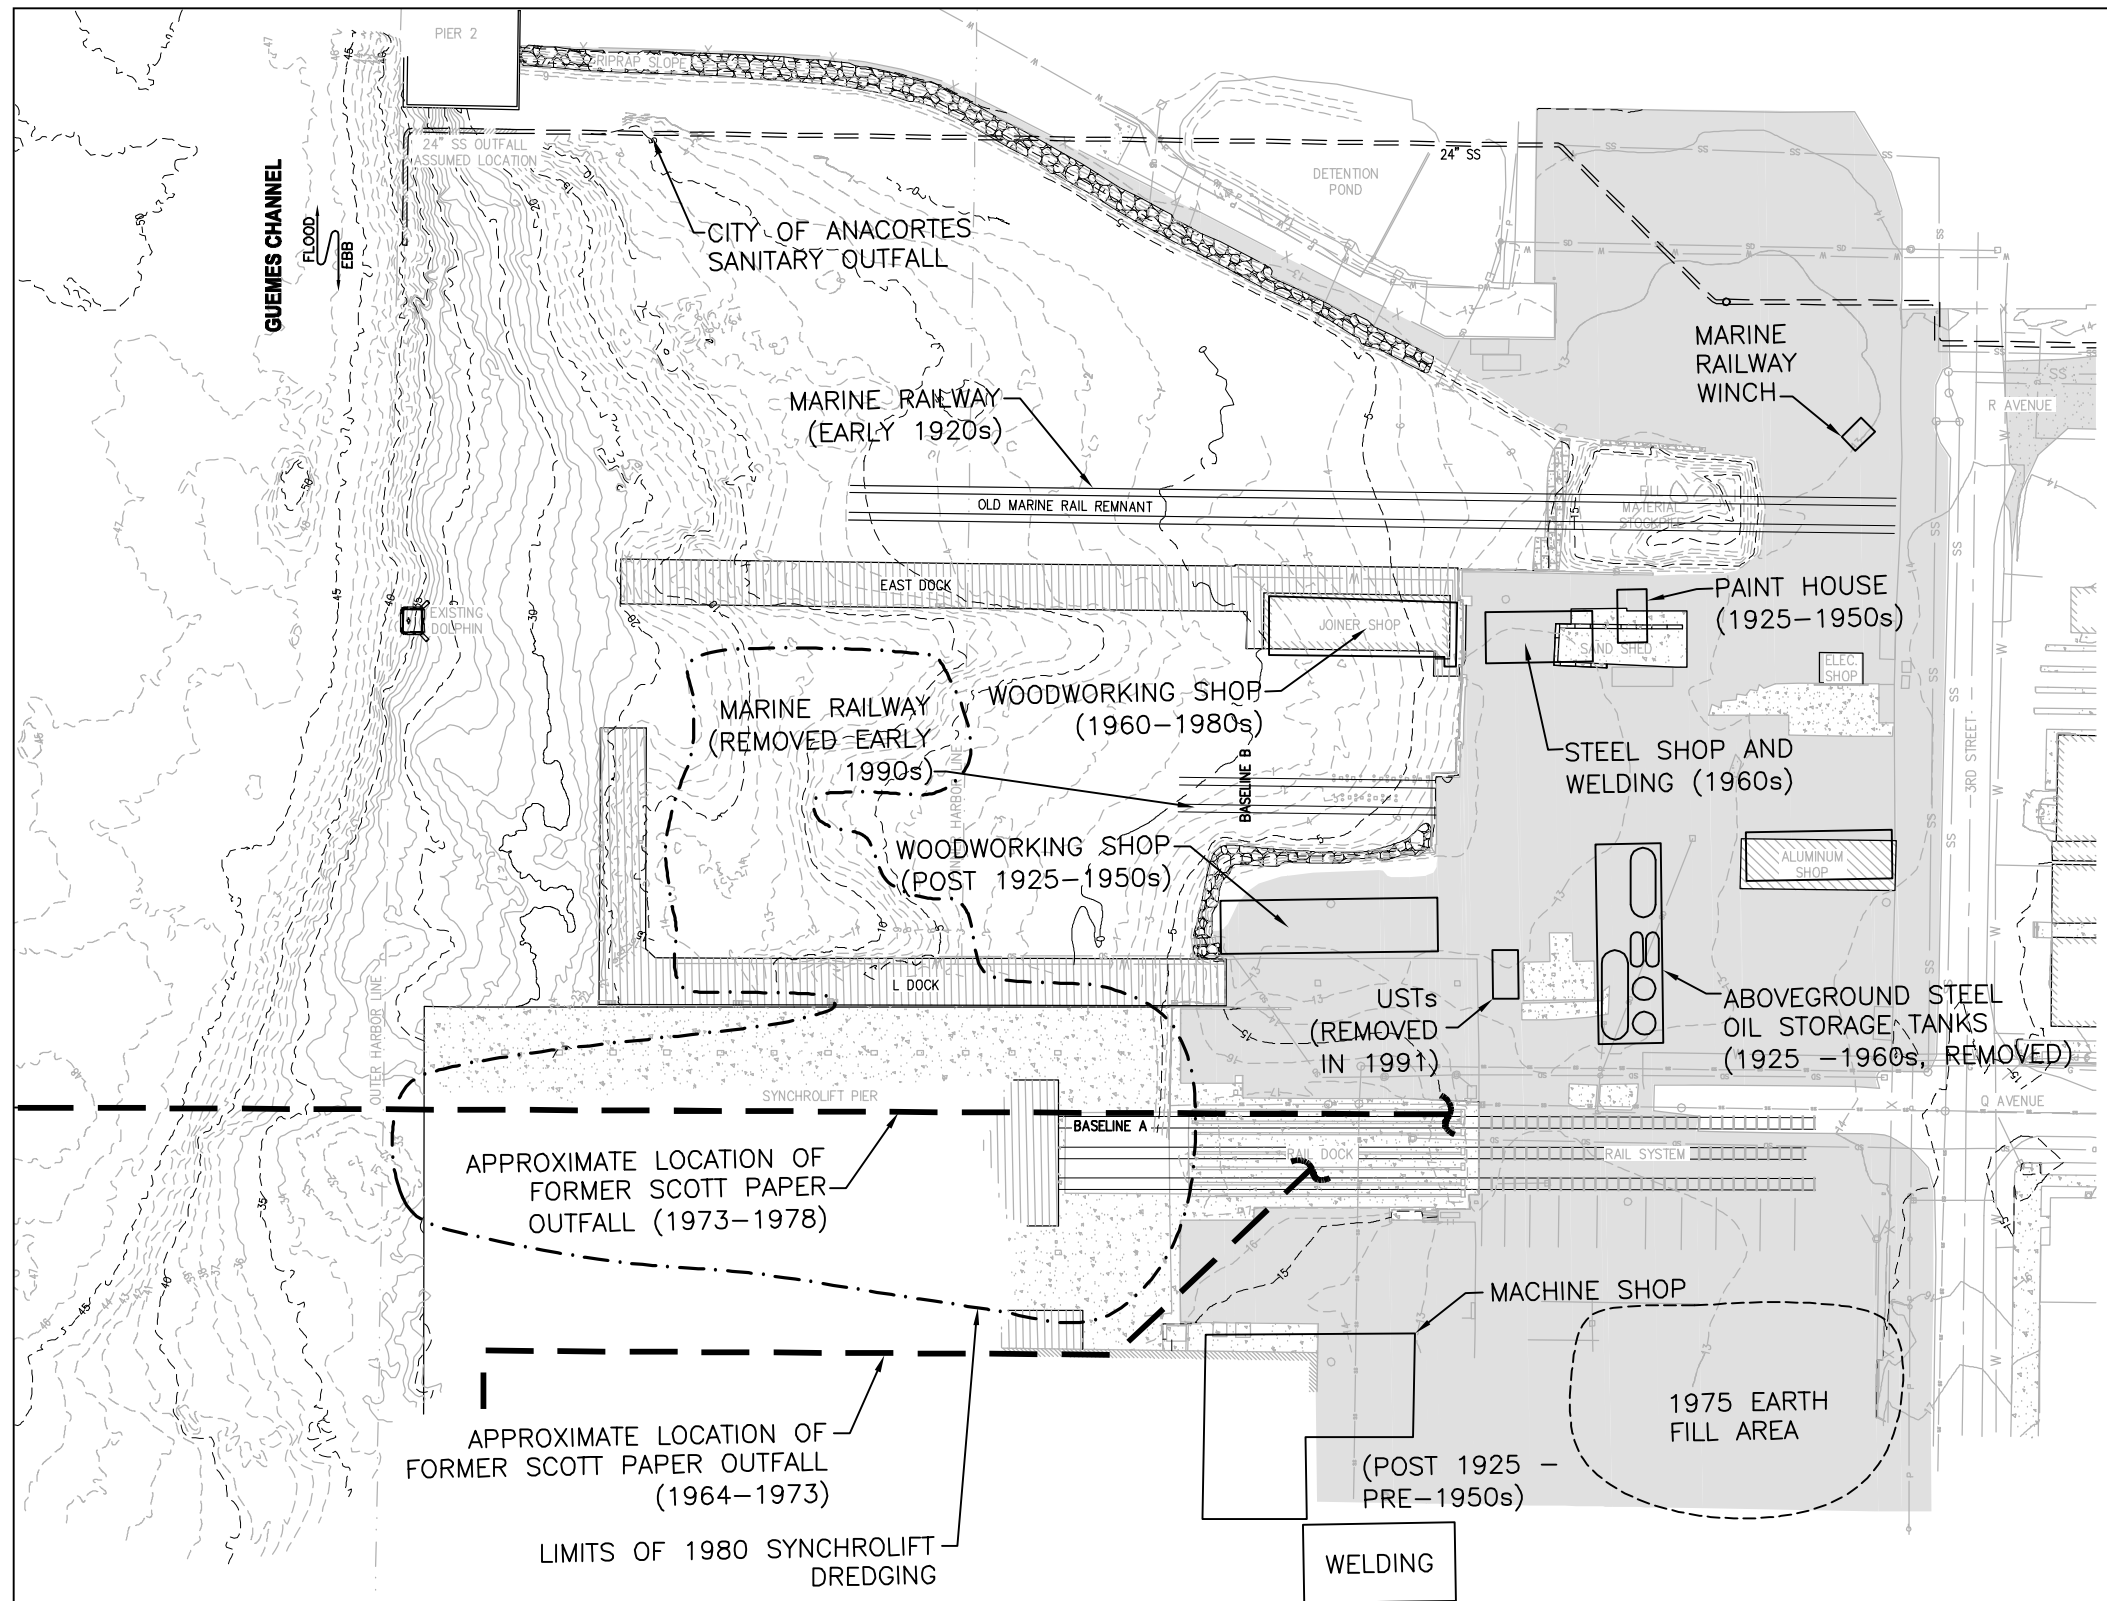 PIER 2
RIPRAP SLOPE
24" SS OUTFALL
ASSUMED LOCATION
24" SS
DETENTION
POND
GUEMES CHANNEL
FLOOD
EBB
CITY OF ANACORTES
SANITARY OUTFALL
MARINE
RAILWAY
WINCH
R AVENUE
MARINE RAILWAY
(EARLY 1920s)
OLD MARINE RAIL REMNANT
FILL
MATERIAL
STOCKPILE
EAST DOCK
EXISTING
DOLPHIN
JOINER SHOP
PAINT HOUSE
(1925-1950s)
SAND SHED
ELEC.
SHOP
WOODWORKING SHOP
(1960-1980s)
MARINE RAILWAY
(REMOVED EARLY
1990s)
STEEL SHOP AND
WELDING (1960s)
3RD STREET
BASELINE B
HARBOR LINE
WOODWORKING SHOP
(POST 1925-1950s)
ALUMINUM
SHOP
L DOCK
USTs
(REMOVED
IN 1991)
ABOVEGROUND STEEL
OIL STORAGE TANKS
(1925 -1960s, REMOVED)
OUTER HARBOR LINE
SYNCHROLIFT PIER
Q AVENUE
BASELINE A
RAIL DOCK
RAIL SYSTEM
APPROXIMATE LOCATION OF
FORMER SCOTT PAPER
OUTFALL (1973-1978)
MACHINE SHOP
1975 EARTH
FILL AREA
APPROXIMATE LOCATION OF
FORMER SCOTT PAPER OUTFALL
(1964-1973)
(POST 1925 -
PRE-1950s)
LIMITS OF 1980 SYNCHROLIFT
DREDGING
WELDING